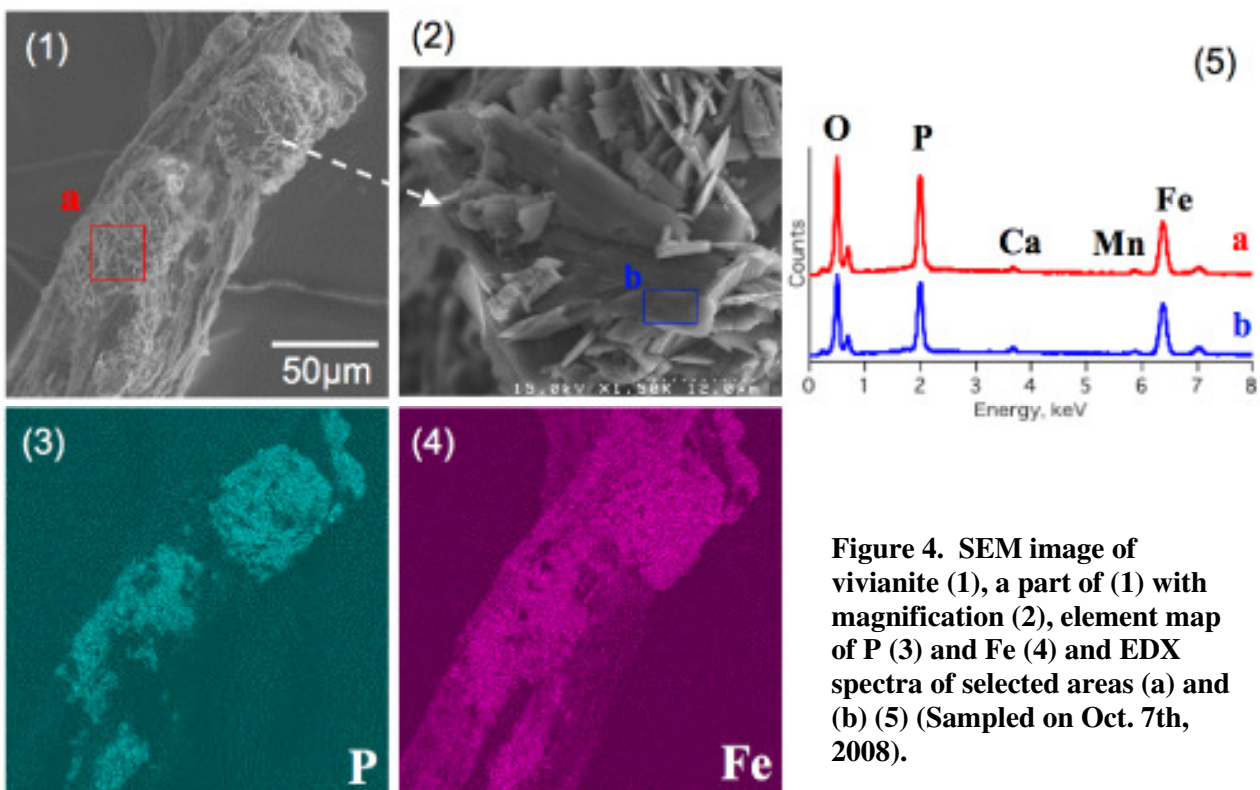 (1)
a
50µm
(2)
b
15.0kV X1.50K 12.0µm
(5)
O
P
Ca
Mn
Fe
a
b
Counts
0 1 2 3 4 5 6 7 8
Energy, keV
(3)
P
(4)
Fe
Figure 4. SEM image of
vivianite (1), a part of (1) with
magnification (2), element map
of P (3) and Fe (4) and EDX
spectra of selected areas (a) and
(b) (5) (Sampled on Oct. 7th,
2008).